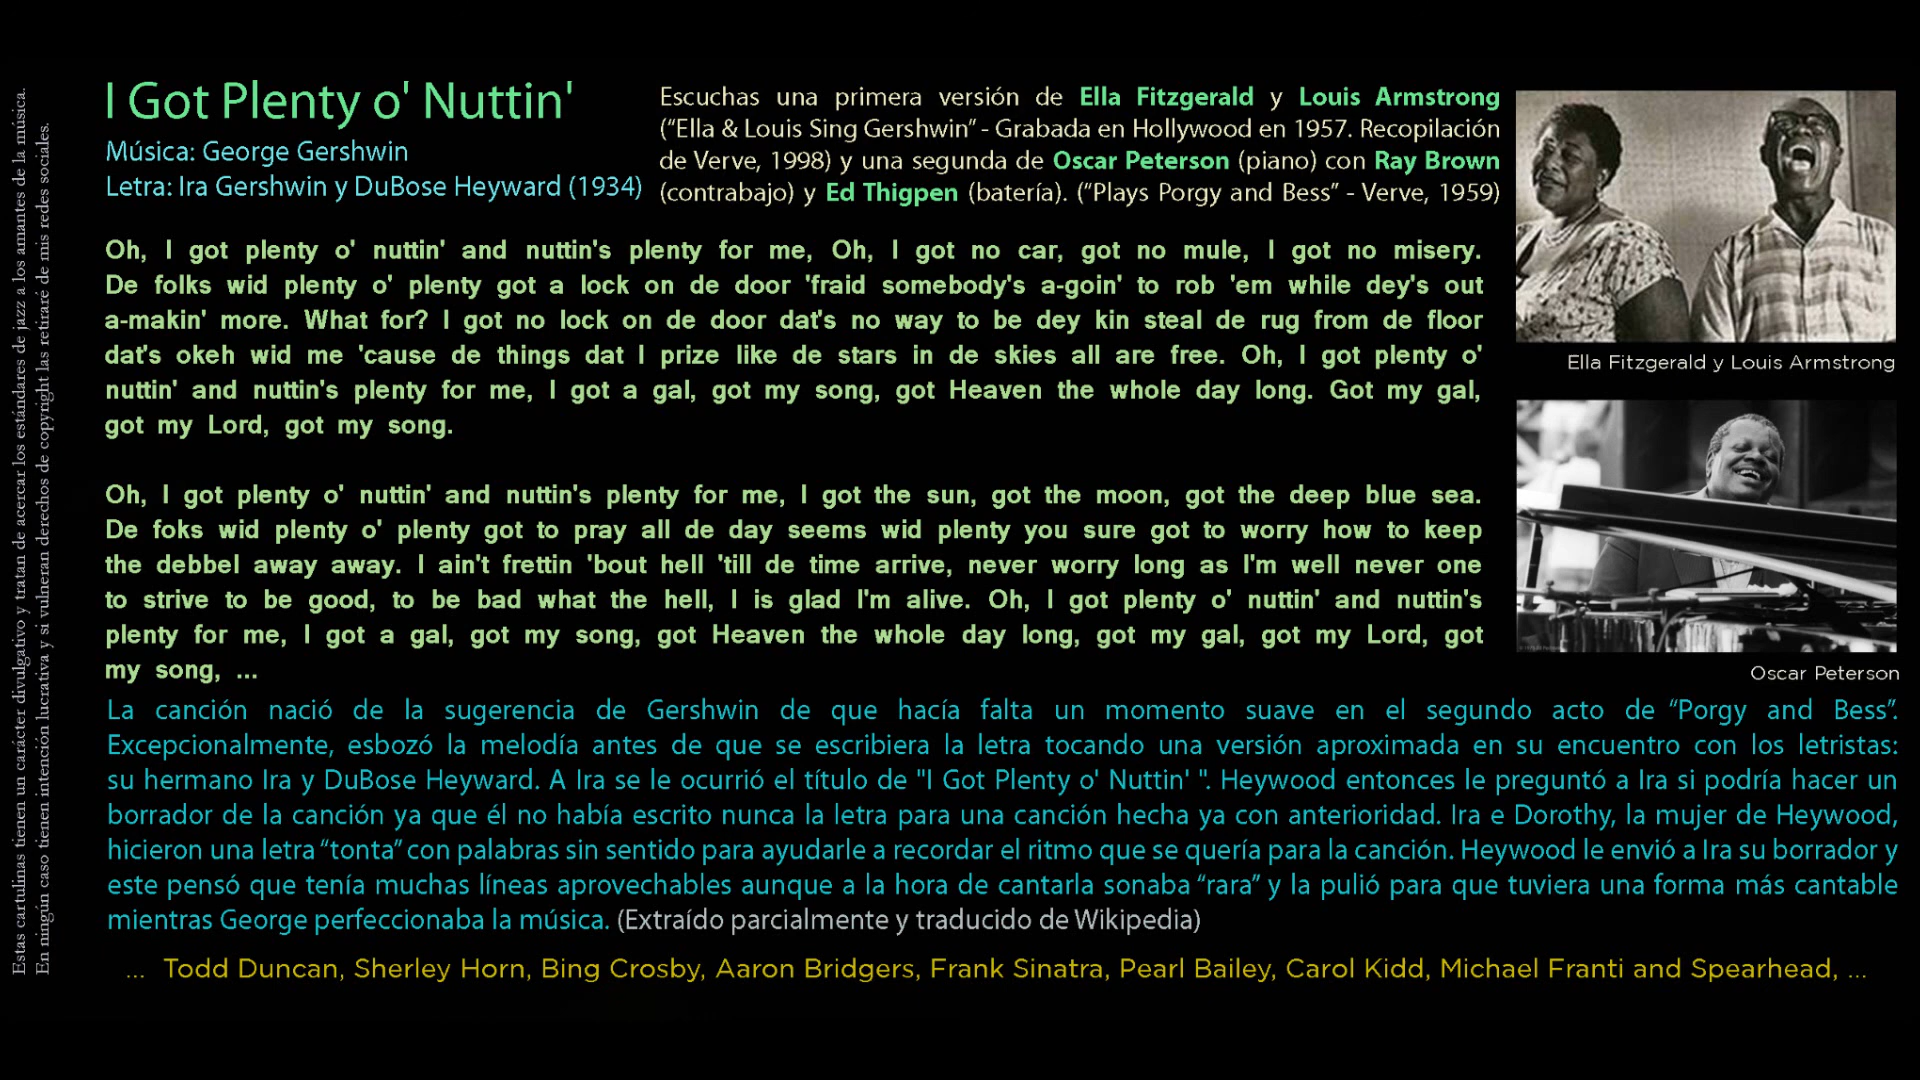 I Got Plenty o' Nuttin'
Música: George Gershwin
Letra: Ira Gershwin y DuBose Heyward (1934)
Escuchas una primera versión de Ella Fitzgerald y Louis Armstrong
(“Ella & Louis Sing Gershwin” - Grabada en Hollywood en 1957. Recopilación
de Verve, 1998) y una segunda de Oscar Peterson (piano) con Ray Brown
(contrabajo) y Ed Thigpen (batería). (“Plays Porgy and Bess” - Verve, 1959)
Oh, I got plenty o' nuttin' and nuttin's plenty for me, Oh, I got no car, got no mule, I got no misery.
De folks wid plenty o' plenty got a lock on de door 'fraid somebody's a-goin' to rob 'em while dey's out
a-makin' more. What for? I got no lock on de door dat's no way to be dey kin steal de rug from de floor
dat's okeh wid me 'cause de things dat I prize like de stars in de skies all are free. Oh, I got plenty o'
nuttin' and nuttin's plenty for me, I got a gal, got my song, got Heaven the whole day long. Got my gal,
got my Lord, got my song.
Oh, I got plenty o' nuttin' and nuttin's plenty for me, I got the sun, got the moon, got the deep blue sea.
De foks wid plenty o' plenty got to pray all de day seems wid plenty you sure got to worry how to keep
the debbel away away. I ain't frettin 'bout hell 'till de time arrive, never worry long as I'm well never one
to strive to be good, to be bad what the hell, I is glad I'm alive. Oh, I got plenty o' nuttin' and nuttin's
plenty for me, I got a gal, got my song, got Heaven the whole day long, got my gal, got my Lord, got
my song, ...
Ella Fitzgerald y Louis Armstrong
Oscar Peterson
La canción nació de la sugerencia de Gershwin de que hacía falta un momento suave en el segundo acto de “Porgy and Bess”.
Excepcionalmente, esbozó la melodía antes de que se escribiera la letra tocando una versión aproximada en su encuentro con los letristas:
su hermano Ira y DuBose Heyward. A Ira se le ocurrió el título de "I Got Plenty o' Nuttin' ". Heywood entonces le preguntó a Ira si podría hacer un
borrador de la canción ya que él no había escrito nunca la letra para una canción hecha ya con anterioridad. Ira e Dorothy, la mujer de Heywood,
hicieron una letra “tonta” con palabras sin sentido para ayudarle a recordar el ritmo que se quería para la canción. Heywood le envió a Ira su borrador y
este pensó que tenía muchas líneas aprovechables aunque a la hora de cantarla sonaba “rara” y la pulió para que tuviera una forma más cantable
mientras George perfeccionaba la música. (Extraído parcialmente y traducido de Wikipedia)
... Todd Duncan, Sherley Horn, Bing Crosby, Aaron Bridgers, Frank Sinatra, Pearl Bailey, Carol Kidd, Michael Franti and Spearhead, ...
Estas cartulinas tienen un carácter divulgativo y tratan de acercar los estándares de jazz a los amantes de la música.
En ningún caso tienen intención lucrativa y si vulneran derechos de copyright las retiraré de mis redes sociales.